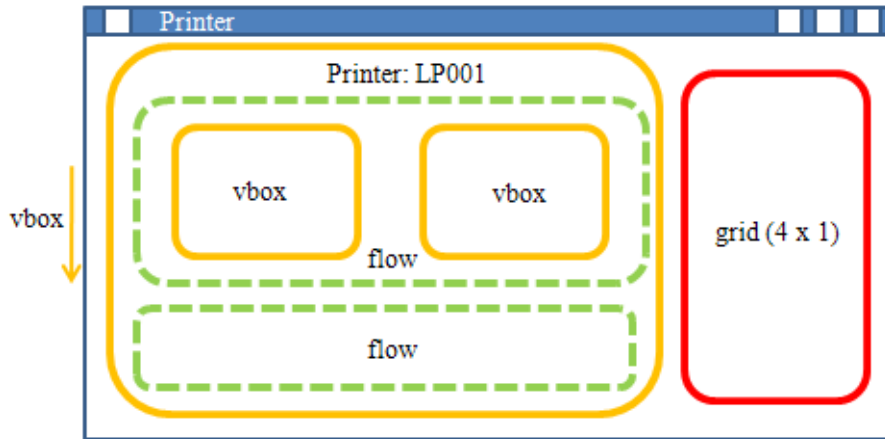 Printer
Printer: LP001
vbox
vbox
vbox
flow
flow
grid (4 x 1)